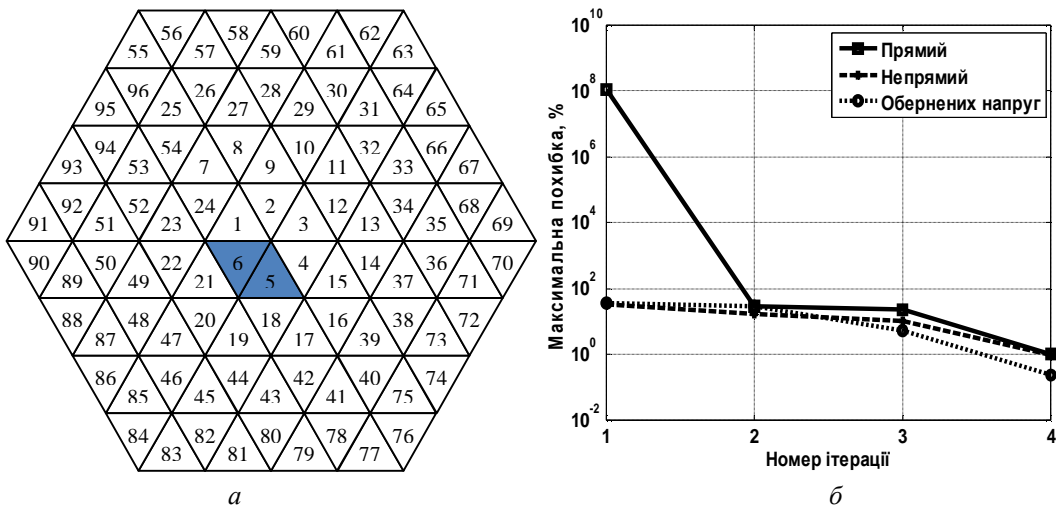 56 58 60 62
55 57 59 61 63
96 26 28 30 64
95 25 27 29 31 65
94 54 8 10 32 66
93 53 7 9 11 33 67
92 52 24 2 12 34 68
91 51 23 1 3 13 35 69
90 50 22 6 4 14 36 70
89 49 21 5 15 37 71
88 48 20 18 16 38 72
87 47 19 17 39 73
86 46 44 42 40 74
85 45 43 41 75
84 82 80 78 76
83 81 79 77
а
Максимальна похибка, %
10^10
10^8
10^6
10^4
10^2
10^0
10^-2
Прямий
Непрямий
Обернених напруг
1 2 3 4
Номер ітерації
б